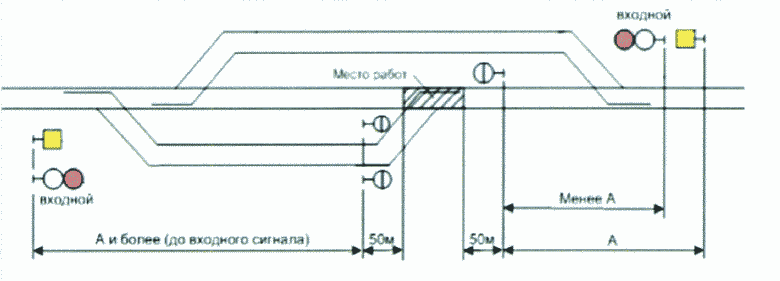 входной
Место работ
входной
Менее А
А и более (до входного сигнала)
50м
50м
А